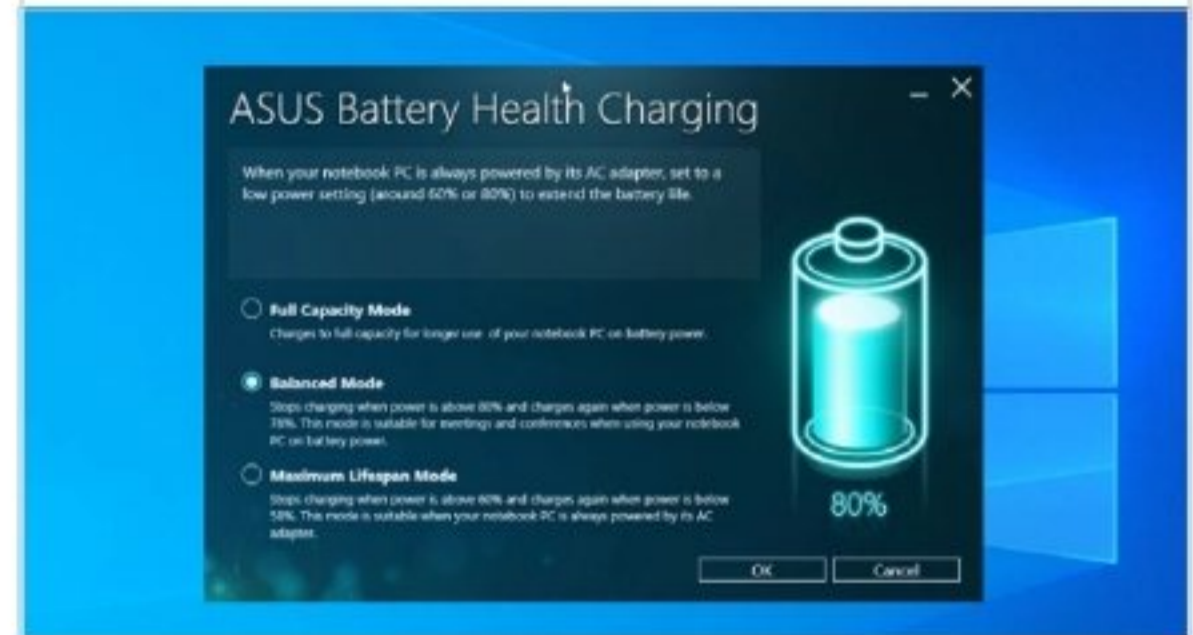 ASUS Battery Health Charging
When your notebook PC is always powered by its AC adapter, set to a
low power setting (around 60% or 80%) to extend the battery life.
Full Capacity Mode
Charges to full capacity for longer use of your notebook PC on battery power.
Balanced Mode
Stops charging when power is above 80% and charges again when power is below
78%. This mode is suitable for meetings and conferences when using your notebook
PC on battery power.
Maximum Lifespan Mode
Stops charging when power is above 60% and charges again when power is below
58%. This mode is suitable when your notebook PC is always powered by its AC
adapter.
80%
OK
Cancel